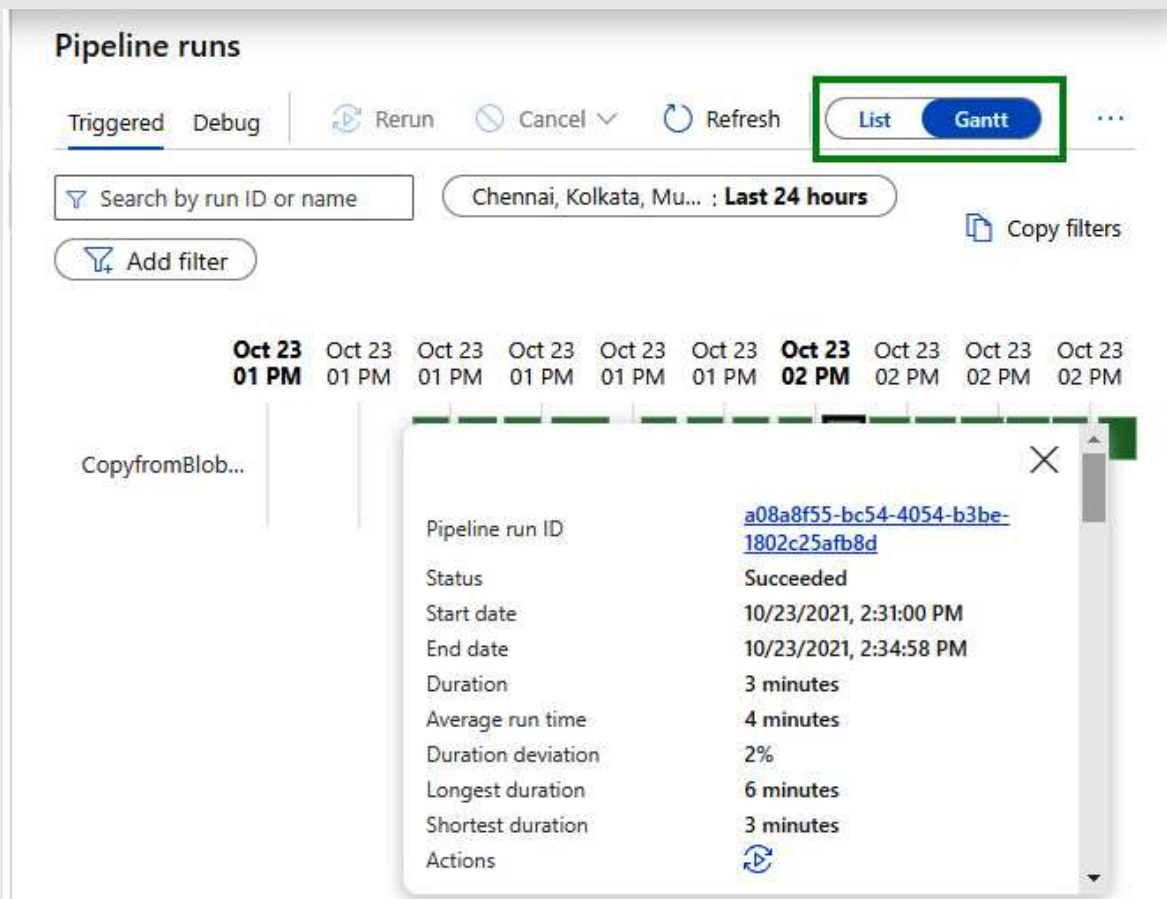 Pipeline runs
Triggered Debug Rerun Cancel Refresh List Gantt ...
Search by run ID or name Chennai, Kolkata, Mu... : Last 24 hours
Copy filters
Add filter
Oct 23 Oct 23 Oct 23 Oct 23 Oct 23 Oct 23 Oct 23 Oct 23 Oct 23 Oct 23
01 PM 01 PM 01 PM 01 PM 01 PM 01 PM 02 PM 02 PM 02 PM 02 PM
CopyfromBlob...
Pipeline run ID a08a8f55-bc54-4054-b3be-
1802c25afb8d
Status Succeeded
Start date 10/23/2021, 2:31:00 PM
End date 10/23/2021, 2:34:58 PM
Duration 3 minutes
Average run time 4 minutes
Duration deviation 2%
Longest duration 6 minutes
Shortest duration 3 minutes
Actions